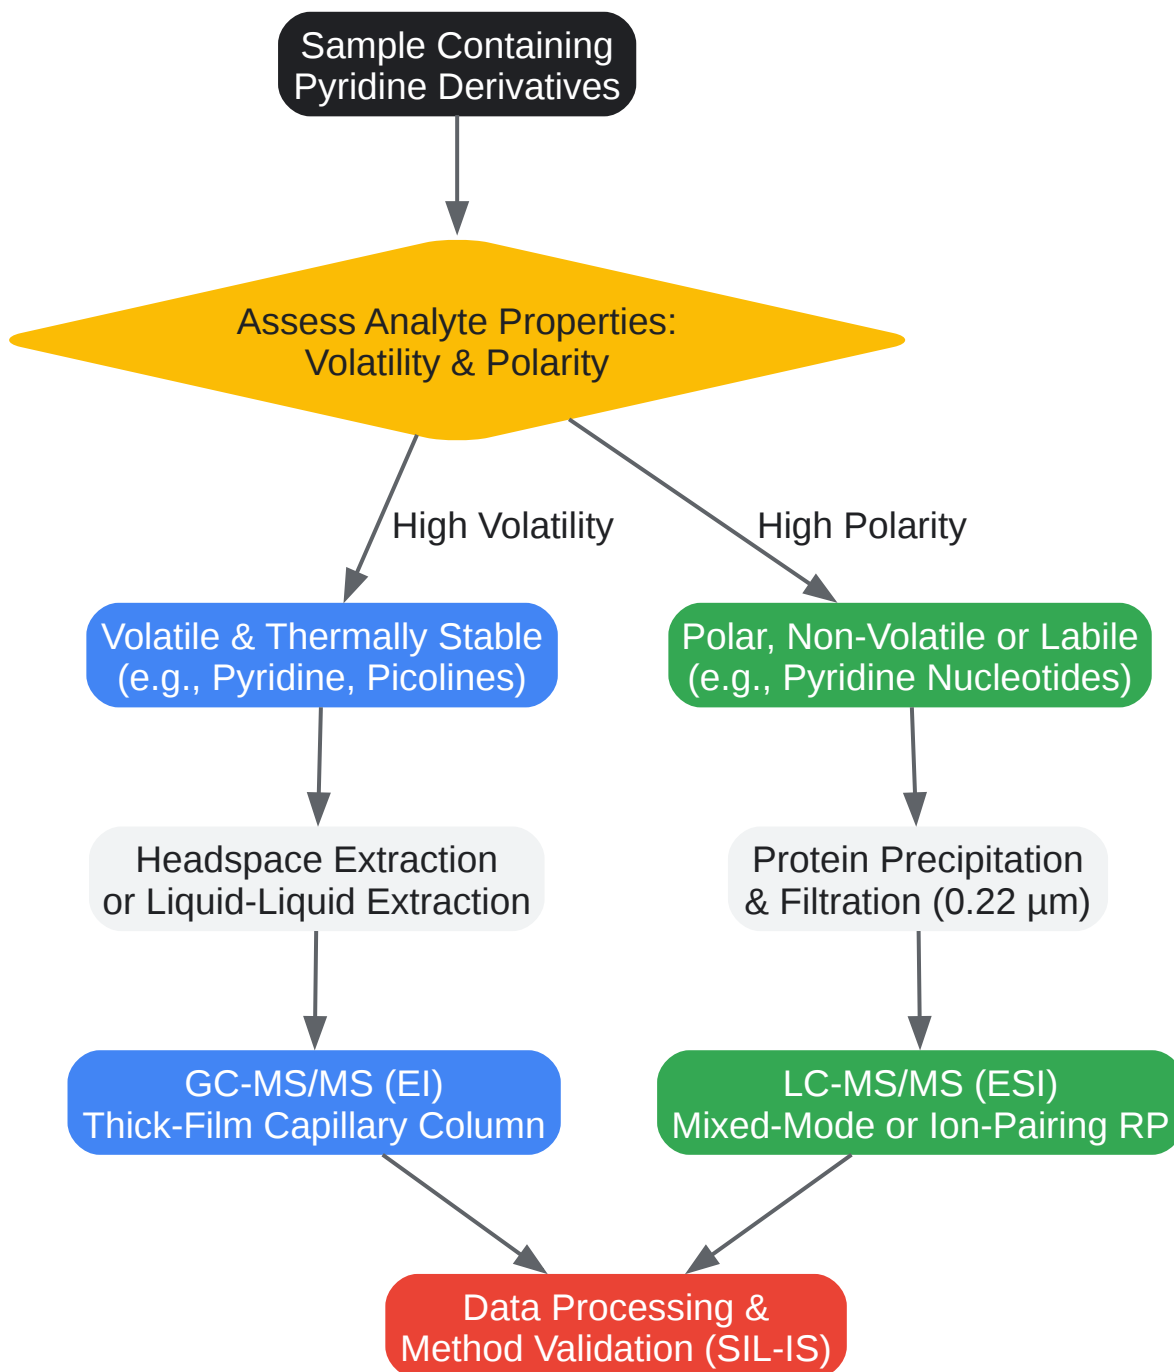 Sample Containing
Pyridine Derivatives
Assess Analyte Properties:
Volatility & Polarity
High Volatility
High Polarity
Volatile & Thermally Stable
(e.g., Pyridine, Picolines)
Polar, Non-Volatile or Labile
(e.g., Pyridine Nucleotides)
Headspace Extraction
or Liquid-Liquid Extraction
Protein Precipitation
& Filtration (0.22 µm)
GC-MS/MS (EI)
Thick-Film Capillary Column
LC-MS/MS (ESI)
Mixed-Mode or Ion-Pairing RP
Data Processing &
Method Validation (SIL-IS)